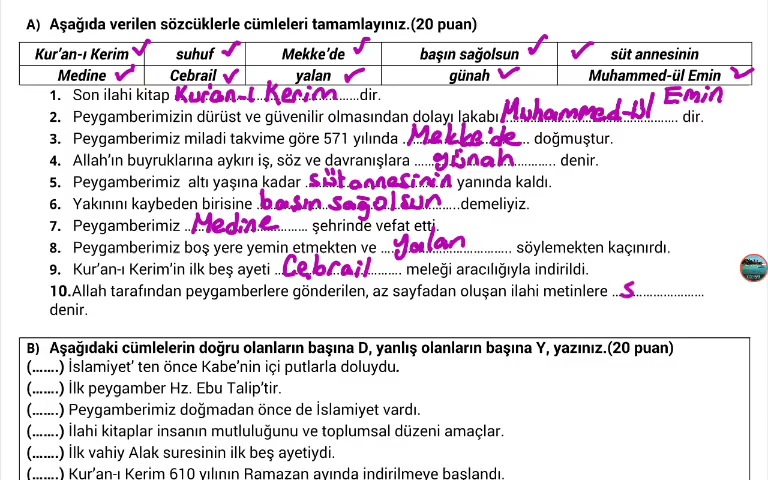 A) Aşağıda verilen sözcüklerle cümleleri tamamlayınız.(20 puan)
Kur'an-ı Kerim suhuf Mekke'de başın sağolsun süt annesinin
Medine Cebrail yalan günah Muhammed-ül Emin
1. Son ilahi kitap Kur'an-ı Kerim dir.
2. Peygamberimizin dürüst ve güvenilir olmasından dolayı lakabı Muhammed-ül Emin dir.
3. Peygamberimiz miladi takvime göre 571 yılında Mekke'de doğmuştur.
4. Allah'ın buyruklarına aykırı iş, söz ve davranışlara günah denir.
5. Peygamberimiz altı yaşına kadar süt annesinin yanında kaldı.
6. Yakınını kaybeden birisine başın sağolsun demeliyiz.
7. Peygamberimiz Medine şehrinde vefat etti.
8. Peygamberimiz boş yere yemin etmekten ve yalan söylemekten kaçınırdı.
9. Kur'an-ı Kerim'in ilk beş ayeti Cebrail meleği aracılığıyla indirildi.
10.Allah tarafından peygamberlere gönderilen, az sayfadan oluşan ilahi metinlere ...s.....................
denir.
B) Aşağıdaki cümlelerin doğru olanların başına D, yanlış olanların başına Y, yazınız.(20 puan)
(.......) İslamiyet' ten önce Kabe'nin içi putlarla doluydu.
(.......) İlk peygamber Hz. Ebu Talip'tir.
(.......) Peygamberimiz doğmadan önce de İslamiyet vardı.
(.......) İlahi kitaplar insanın mutluluğunu ve toplumsal düzeni amaçlar.
(.......) İlk vahiy Alak suresinin ilk beş ayetiydi.
(.......) Kur'an-ı Kerim 610 yılının Ramazan ayında indirilmeye başlandı.